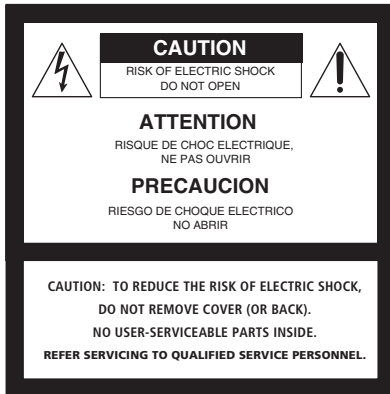 CAUTION
RISK OF ELECTRIC SHOCK
DO NOT OPEN
ATTENTION
RISQUE DE CHOC ELECTRIQUE,
NE PAS OUVRIR
PRECAUCION
RIESGO DE CHOQUE ELECTRICO
NO ABRIR
CAUTION: TO REDUCE THE RISK OF ELECTRIC SHOCK,
DO NOT REMOVE COVER (OR BACK).
NO USER-SERVICEABLE PARTS INSIDE.
REFER SERVICING TO QUALIFIED SERVICE PERSONNEL.